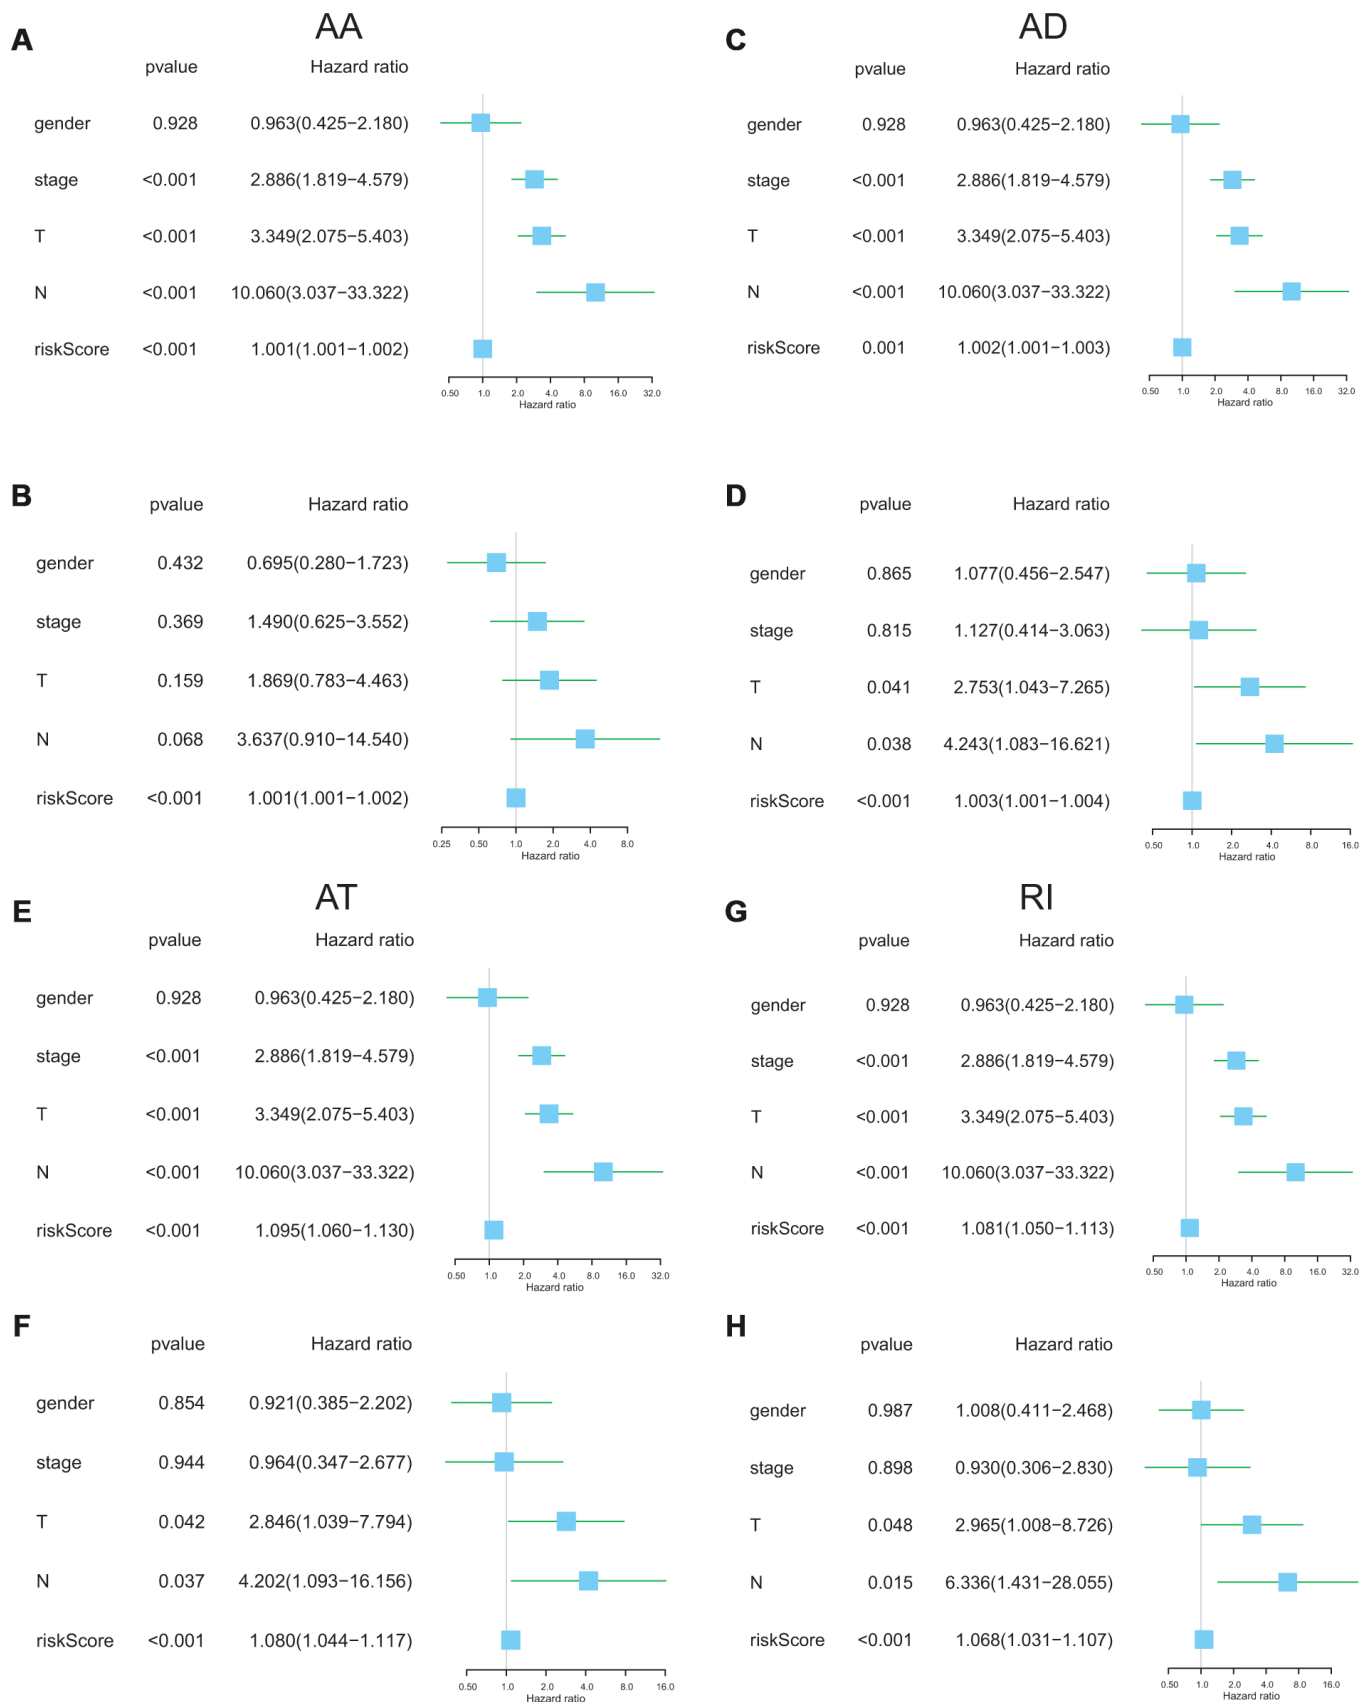 A AA
pvalue Hazard ratio
gender 0.928 0.963(0.425−2.180)
stage <0.001 2.886(1.819−4.579)
T <0.001 3.349(2.075−5.403)
N <0.001 10.060(3.037−33.322)
riskScore <0.001 1.001(1.001−1.002)
0.50 1.0 2.0 4.0 8.0 16.0 32.0
Hazard ratio
C AD
pvalue Hazard ratio
gender 0.928 0.963(0.425−2.180)
stage <0.001 2.886(1.819−4.579)
T <0.001 3.349(2.075−5.403)
N <0.001 10.060(3.037−33.322)
riskScore 0.001 1.002(1.001−1.003)
0.50 1.0 2.0 4.0 8.0 16.0 32.0
Hazard ratio
B
pvalue Hazard ratio
gender 0.432 0.695(0.280−1.723)
stage 0.369 1.490(0.625−3.552)
T 0.159 1.869(0.783−4.463)
N 0.068 3.637(0.910−14.540)
riskScore <0.001 1.001(1.001−1.002)
0.25 0.50 1.0 2.0 4.0 8.0
Hazard ratio
D
pvalue Hazard ratio
gender 0.865 1.077(0.456−2.547)
stage 0.815 1.127(0.414−3.063)
T 0.041 2.753(1.043−7.265)
N 0.038 4.243(1.083−16.621)
riskScore <0.001 1.003(1.001−1.004)
0.50 1.0 2.0 4.0 8.0 16.0
Hazard ratio
E AT
pvalue Hazard ratio
gender 0.928 0.963(0.425−2.180)
stage <0.001 2.886(1.819−4.579)
T <0.001 3.349(2.075−5.403)
N <0.001 10.060(3.037−33.322)
riskScore <0.001 1.095(1.060−1.130)
0.50 1.0 2.0 4.0 8.0 16.0 32.0
Hazard ratio
G RI
pvalue Hazard ratio
gender 0.928 0.963(0.425−2.180)
stage <0.001 2.886(1.819−4.579)
T <0.001 3.349(2.075−5.403)
N <0.001 10.060(3.037−33.322)
riskScore <0.001 1.081(1.050−1.113)
0.50 1.0 2.0 4.0 8.0 16.0 32.0
Hazard ratio
F
pvalue Hazard ratio
gender 0.854 0.921(0.385−2.202)
stage 0.944 0.964(0.347−2.677)
T 0.042 2.846(1.039−7.794)
N 0.037 4.202(1.093−16.156)
riskScore <0.001 1.080(1.044−1.117)
0.50 1.0 2.0 4.0 8.0 16.0
Hazard ratio
H
pvalue Hazard ratio
gender 0.987 1.008(0.411−2.468)
stage 0.898 0.930(0.306−2.830)
T 0.048 2.965(1.008−8.726)
N 0.015 6.336(1.431−28.055)
riskScore <0.001 1.068(1.031−1.107)
0.50 1.0 2.0 4.0 8.0 16.0
Hazard ratio